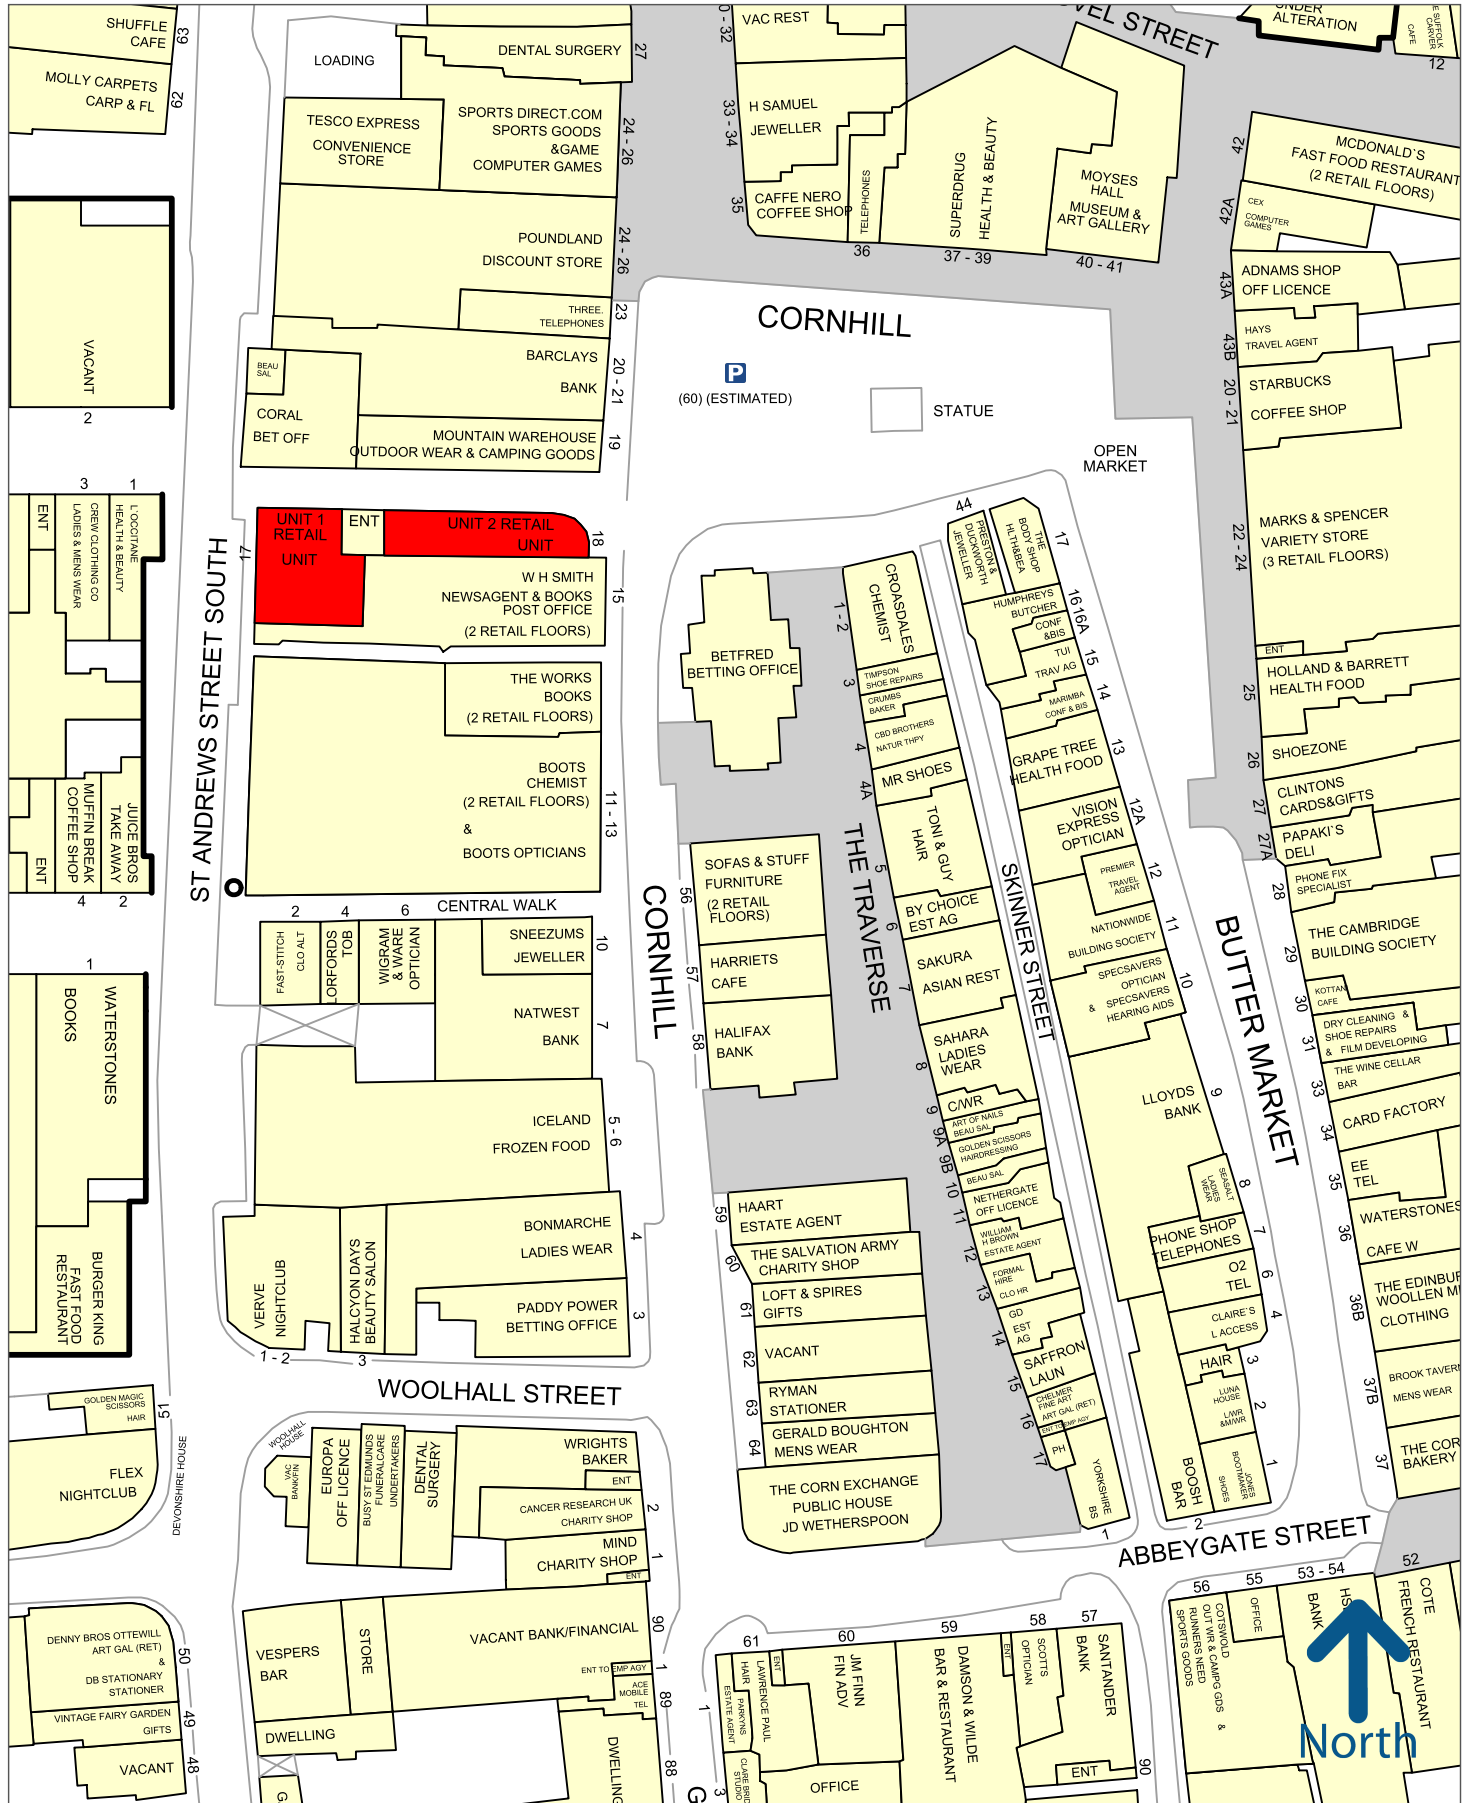 SHUFFLE
CAFE
63
MOLLY CARPETS
CARP & FL
62
LOADING
DENTAL SURGERY
27
TESCO EXPRESS
CONVENIENCE
STORE
SPORTS DIRECT.COM
SPORTS GOODS
&GAME
COMPUTER GAMES
24 - 26
POUNDLAND
DISCOUNT STORE
24 - 26
THREE.
TELEPHONES
23
BARCLAYS
BANK
20 - 21
BEAU
SAL
CORAL
BET OFF
MOUNTAIN WAREHOUSE
OUTDOOR WEAR & CAMPING GOODS
19
VAC REST
- 32
H SAMUEL
JEWELLER
33 - 34
CAFFE NERO
COFFEE SHOP
35
TELEPHONES
36
SUPERDRUG
HEALTH & BEAUTY
37 - 39
MOYSES
HALL
MUSEUM &
ART GALLERY
40 - 41
VEL STREET
UNDER
ALTERATION
CAFE
E SUFFOLK
CARVER
12
MCDONALD`S
FAST FOOD RESTAURANT
(2 RETAIL FLOORS)
42
CEX
COMPUTER
GAMES
42A
ADNAMS SHOP
OFF LICENCE
43A
HAYS
TRAVEL AGENT
43B
STARBUCKS
COFFEE SHOP
20 - 21
MARKS & SPENCER
VARIETY STORE
(3 RETAIL FLOORS)
22 - 24
CORNHILL
P
(60) (ESTIMATED)
STATUE
OPEN
MARKET
VACANT
2
3
1
ENT
CREW CLOTHING CO
LADIES & MENS WEAR
L'OCCITANE
HEALTH & BEAUTY
ST ANDREWS STREET SOUTH
17
UNIT 1
RETAIL
UNIT
ENT
UNIT 2 RETAIL
UNIT
18
W H SMITH
NEWSAGENT & BOOKS
POST OFFICE
(2 RETAIL FLOORS)
15
THE WORKS
BOOKS
(2 RETAIL FLOORS)
BOOTS
CHEMIST
(2 RETAIL FLOORS)
&
BOOTS OPTICIANS
11 - 13
ENT
MUFFIN BREAK
COFFEE SHOP
JUICE BROS
TAKE AWAY
4
2
CENTRAL WALK
2
4
6
FAST-STITCH
CLO ALT
LORFORDS
TOB
WIGRAM
& WARE
OPTICIAN
SNEEZUMS
JEWELLER
10
NATWEST
BANK
7
ICELAND
FROZEN FOOD
5 - 6
BONMARCHE
LADIES WEAR
4
PADDY POWER
BETTING OFFICE
3
VERVE
NIGHTCLUB
1 - 2
HALCYON DAYS
BEAUTY SALON
3
1
WATERSTONES
BOOKS
BURGER KING
FAST FOOD
RESTAURANT
CORNHILL
BETFRED
BETTING OFFICE
SOFAS & STUFF
FURNITURE
(2 RETAIL
FLOORS)
56
HARRIETS
CAFE
57
HALIFAX
BANK
58
HAART
ESTATE AGENT
59
THE SALVATION ARMY
CHARITY SHOP
60
LOFT & SPIRES
GIFTS
61
VACANT
62
RYMAN
STATIONER
63
GERALD BOUGHTON
MENS WEAR
64
THE CORN EXCHANGE
PUBLIC HOUSE
JD WETHERSPOON
THE TRAVERSE
CROASDALES
CHEMIST
1 - 2
TIMPSON
SHOE REPAIRS
3
CRUMBS
BAKER
CBD BROTHERS
NATUR THPY
4
MR SHOES
4A
TONI & GUY
HAIR
5
BY CHOICE
EST AG
6
SAKURA
ASIAN REST
7
SAHARA
LADIES
WEAR
8
C/WR
9
ART OF NAILS
BEAU SAL
9A
GOLDEN SCISSORS
HAIRDRESSING
9B
BEAU SAL
10
NETHERGATE
OFF LICENCE
11
WILLIAM
H BROWN
ESTATE AGENT
12
FORMAL
HIRE
CLO HR
13
GD
EST
AG
14
SAFFRON
LAUN
15
CHELMER
FINE ART
ART GAL (RET)
16
ENT TO EMP AGY
PH
17
YORKSHIRE
BS
1
SKINNER STREET
44
PRESTON &
DUCKWORTH
JEWELLER
THE
BODY SHOP
HLTH&BEA
17
HUMPHREYS
BUTCHER
16
CONF
&BIS
16A
TUI
TRAV AG
15
MARIMBA
CONF & BIS
14
GRAPE TREE
HEALTH FOOD
13
VISION
EXPRESS
OPTICIAN
12A
PREMIER
TRAVEL
AGENT
12
NATIONWIDE
BUILDING SOCIETY
11
SPECSAVERS
OPTICIAN
& SPECSAVERS
HEARING AIDS
10
LLOYDS
BANK
9
SEASALT
LADIES
WEAR
8
PHONE SHOP
TELEPHONES
7
O2
TEL
6
CLAIRE`S
L ACCESS
4
HAIR
3
LUNA
HOUSE
L/WR
&M/WR
2
BOOSH
BAR
2
JONES
BOOTMAKER
SHOES
1
BUTTER MARKET
ENT
HOLLAND & BARRETT
HEALTH FOOD
25
SHOEZONE
26
CLINTONS
CARDS&GIFTS
27
PAPAKI`S
DELI
27A
PHONE FIX
SPECIALIST
28
THE CAMBRIDGE
BUILDING SOCIETY
29
KOTTANI
CAFE
30
DRY CLEANING &
SHOE REPAIRS
& FILM DEVELOPING
31
THE WINE CELLAR
BAR
33
CARD FACTORY
34
EE
TEL
35
WATERSTONES
CAFE W
36
THE EDINBUR
WOOLLEN MI
CLOTHING
36B
BROOK TAVERN
MENS WEAR
37B
THE COR
BAKERY
37
WOOLHALL STREET
GOLDEN MAGIC
SCISSORS
HAIR
51
FLEX
NIGHTCLUB
DEVONSHIRE HOUSE
WOOLHALL
HOUSE
VAC
BANK/FIN
EUROPA
OFF LICENCE
BUSY ST EDMUNDS
FUNERALCARE
UNDERTAKERS
DENTAL
SURGERY
WRIGHTS
BAKER
ENT
CANCER RESEARCH UK
CHARITY SHOP
2
MIND
CHARITY SHOP
1
ENT
ABBEYGATE STREET
DENNY BROS OTTEWILL
ART GAL (RET)
&
DB STATIONARY
STATIONER
50
VINTAGE FAIRY GARDEN
GIFTS
49
VACANT
48
VESPERS
BAR
STORE
VACANT BANK/FINANCIAL
90
ENT TO EMP AGY
1
ACE
MOBILE
TEL
89
DWELLING
DWELLING
88
G
61
HAIR
LAWRENCE PAUL
ENT
PARKYNS
ESTATE AGENT
1
CLAIRE BRID
STUDIO
3
G
60
JM FINN
FIN ADV
OFFICE
59
DAMSON & WILDE
BAR & RESTAURANT
ENT
58
SCOTTS
OPTICIAN
57
SANTANDER
BANK
ENT
90
56
COTSWOLD
OUT WR & CAMPG GDS &
RUNNERS NEED
SPORTS GOODS
55
OFFICE
53 - 54
HS
BANK
52
COTE
FRENCH RESTAURANT
North